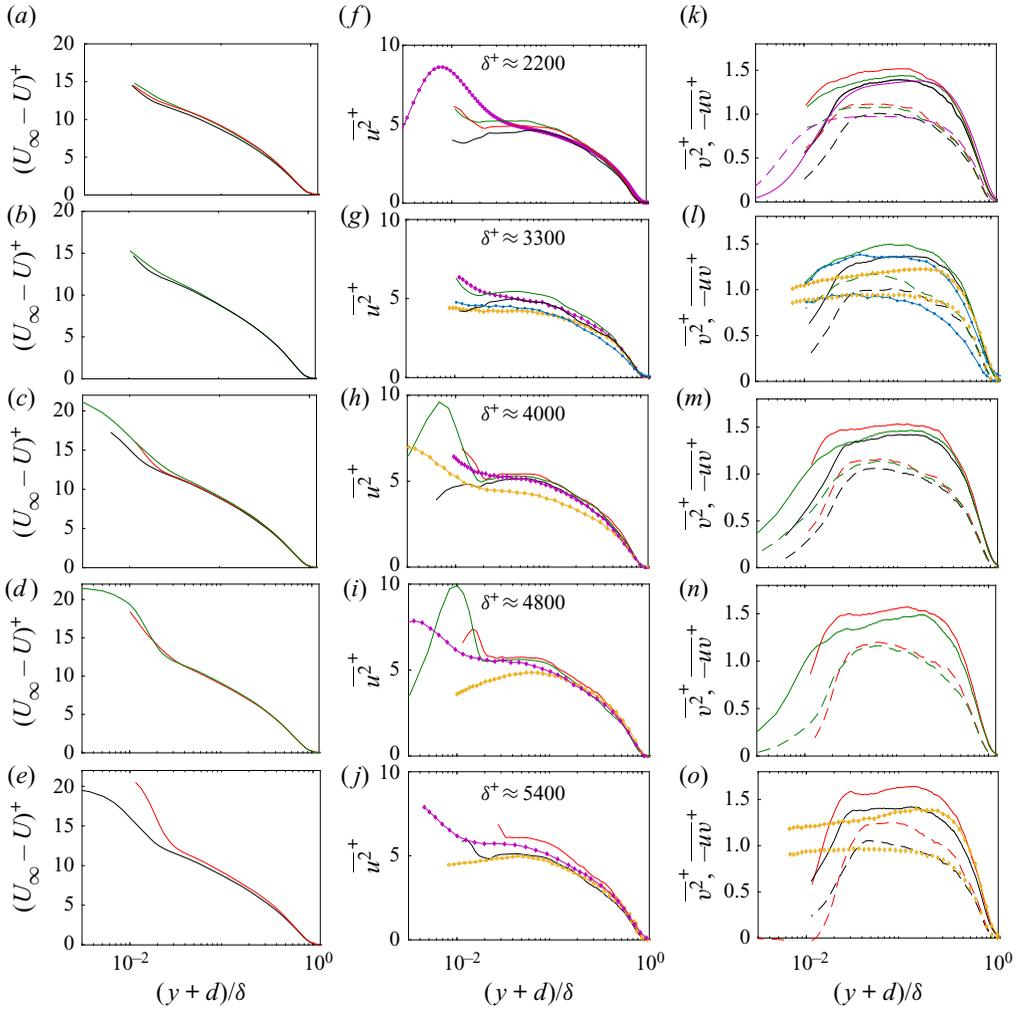 (a)
20
15
10
5
0
(U∞ – U)+
(b)
20
15
10
5
0
(U∞ – U)+
(c)
20
15
10
5
0
(U∞ – U)+
(d)
20
15
10
5
0
(U∞ – U)+
(e)
20
15
10
5
0
(U∞ – U)+
10–2
100
(y + d)/δ
(f)
10
5
0
u2+
δ+ ≈ 2200
(g)
10
5
0
u2+
δ+ ≈ 3300
(h)
10
5
0
u2+
δ+ ≈ 4000
(i)
10
5
0
u2+
δ+ ≈ 4800
(j)
10
5
0
u2+
δ+ ≈ 5400
10–2
100
(y + d)/δ
(k)
1.5
1.0
0.5
0
v2+, –uv+
(l)
1.5
1.0
0.5
0
v2+, –uv+
(m)
1.5
1.0
0.5
0
v2+, –uv+
(n)
1.5
1.0
0.5
0
v2+, –uv+
(o)
1.5
1.0
0.5
0
v2+, –uv+
10–2
100
(y + d)/δ